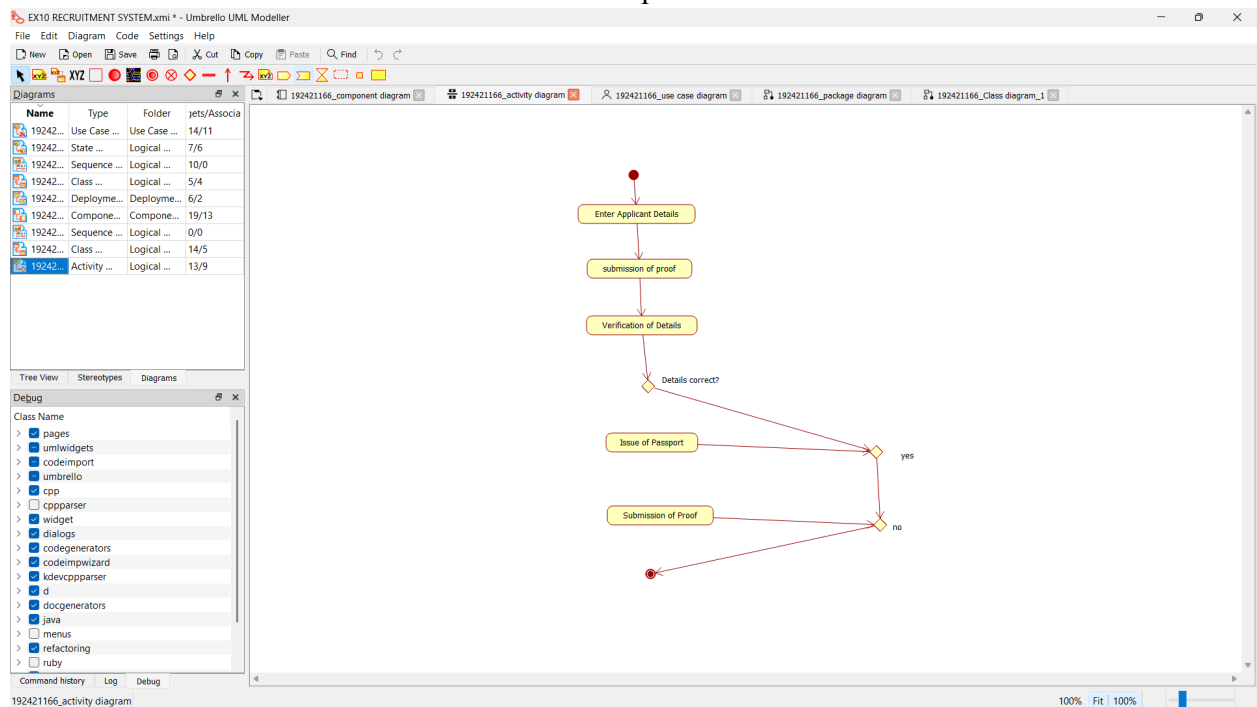 EX10 RECRUITMENT SYSTEM.xmi * - Umbrello UML Modeller
File Edit Diagram Code Settings Help
New Open Save Cut Copy Paste Find
XYZ
Diagrams
192421166_component diagram 192421166_activity diagram 192421166_use case diagram 192421166_package diagram 192421166_Class diagram_1
Name Type Folder jets/Associa
19242... Use Case ... Use Case ... 14/11
19242... State ... Logical ... 7/6
19242... Sequence ... Logical ... 10/0
19242... Class ... Logical ... 5/4
19242... Deployme... Deployme... 6/2
19242... Compone... Compone... 19/13
19242... Sequence ... Logical ... 0/0
19242... Class ... Logical ... 14/5
19242... Activity ... Logical ... 13/9
Tree View Stereotypes Diagrams
Debug
Class Name
pages
umlwidgets
codeimport
umbrello
cpp
cppparser
widget
dialogs
codegenerators
codeimpwizard
kdevcppparser
d
docgenerators
java
menus
refactoring
ruby
Command history Log Debug
Enter Applicant Details
submission of proof
Verification of Details
Details correct?
Issue of Passport
yes
Submission of Proof
no
192421166_activity diagram
100% Fit 100%